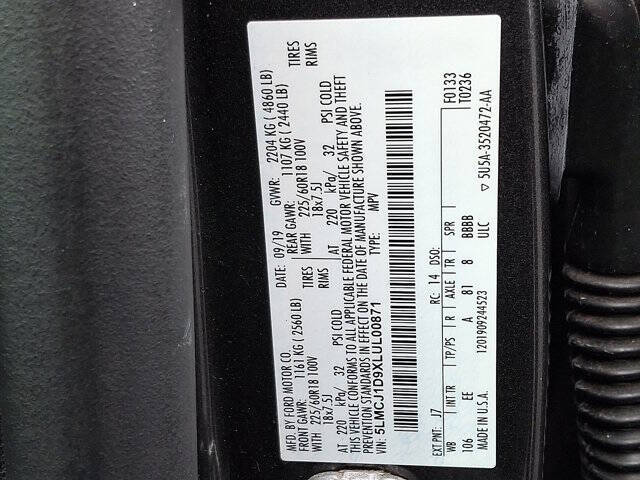 MFD. BY FORD MOTOR CO.
DATE: 09/19 GVWR: 2204 KG ( 4860 LB)
FRONT GAWR: 1161 KG ( 2560 LB) REAR GAWR: 1107 KG ( 2440 LB)
WITH 225/60R18 100V TIRES WITH 225/60R18 100V TIRES
18x7.5J RIMS 18x7.5J RIMS
AT 220 kPa/ 32 PSI COLD AT 220 kPa/ 32 PSI COLD
THIS VEHICLE CONFORMS TO ALL APPLICABLE FEDERAL MOTOR VEHICLE SAFETY AND THEFT
PREVENTION STANDARDS IN EFFECT ON THE DATE OF MANUFACTURE SHOWN ABOVE.
VIN: 5LMCJ1D9XLUL00871 TYPE: MPV
F0133
T0236
EXT PNT: J7 RC: 14 DSO:
WB INT TR TP/PS R AXLE TR SPR
106 EE A 81 8 BBBB
MADE IN U.S.A. 1201909244523 ULC ▽ 5U5A-3520472-AA